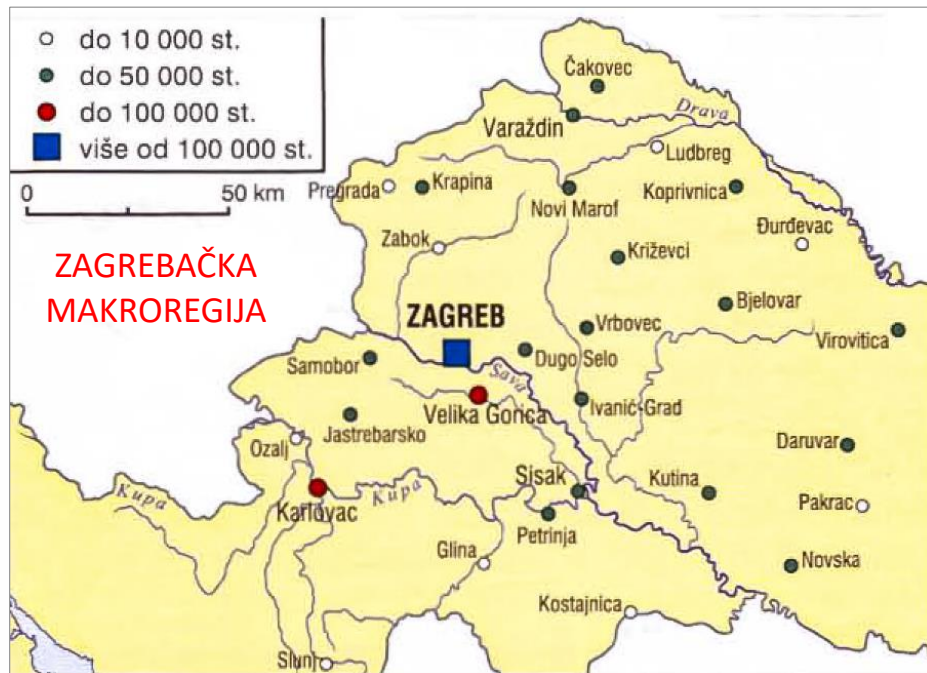 do 10 000 st.
do 50 000 st.
do 100 000 st.
više od 100 000 st.
0
50 km
ZAGREBAČKA
MAKROREGIJA
Čakovec
Drava
Varaždin
Ludbreg
Pregrada
Krapina
Novi Marof
Koprivnica
Đurđevac
Zabok
Križevci
Bjelovar
ZAGREB
Vrbovec
Virovitica
Samobor
Dugo Selo
Sava
Velika Gorica
Ivanić-Grad
Jastrebarsko
Ozalj
Daruvar
Kupa
Karlovac
Kupa
Sisak
Kutina
Pakrac
Petrinja
Glina
Novska
Kostajnica
Slunj